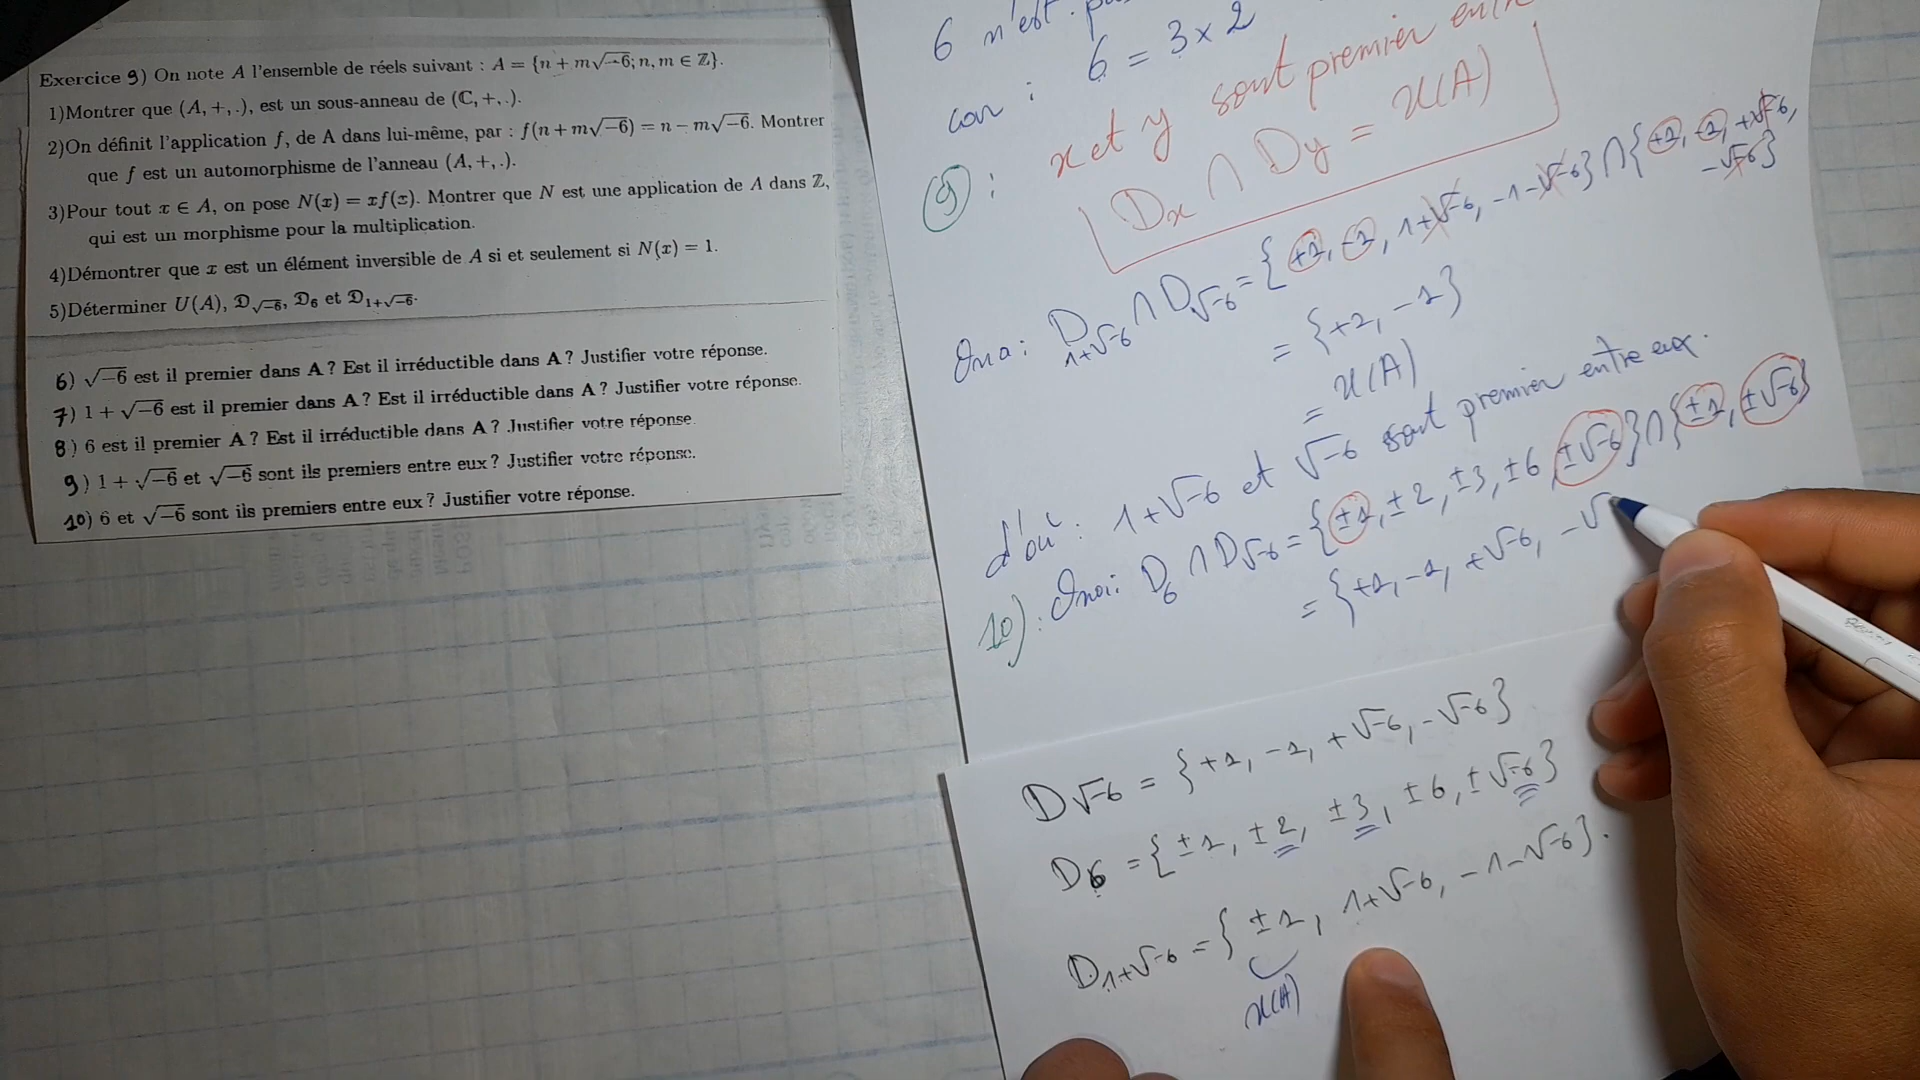 Exercice 9) On note A l'ensemble de réels suivant : A = {n + m√-6; n, m ∈ ℤ}.
1)Montrer que (A, +, .), est un sous-anneau de (ℂ, +, .).
2)On définit l'application f, de A dans lui-même, par : f(n + m√-6) = n - m√-6. Montrer
que f est un automorphisme de l'anneau (A, +, .).
3)Pour tout x ∈ A, on pose N(x) = xf(x). Montrer que N est une application de A dans ℤ,
qui est un morphisme pour la multiplication.
4)Démontrer que x est un élément inversible de A si et seulement si N(x) = 1.
5)Déterminer U(A), 𝔻√-6, 𝔻6 et 𝔻1+√-6.
6) √-6 est il premier dans A ? Est il irréductible dans A ? Justifier votre réponse.
7) 1 + √-6 est il premier dans A ? Est il irréductible dans A ? Justifier votre réponse.
8) 6 est il premier A ? Est il irréductible dans A ? Justifier votre réponse.
9) 1 + √-6 et √-6 sont ils premiers entre eux ? Justifier votre réponse.
10) 6 et √-6 sont ils premiers entre eux ? Justifier votre réponse.
6 n'est
car : 6 = 3 × 2
9) : x et y sont premier
Dx ∩ Dy = U(A)
Ona : D1+√-6 ∩ D√-6 = {+1, -1, 1+√-6, -1-√-6} ∩ {+1, -1, +√-6,
-√-6}
= {+1, -1}
= U(A)
d'où : 1+√-6 et √-6 sont premier entre eux.
10) : Ona : D6 ∩ D√-6 = {±1, ±2, ±3, ±6, ±√-6} ∩ {±1, ±√-6}
= {+1, -1, +√-6, -√
D√-6 = {+1, -1, +√-6, -√-6}
D6 = {±1, ±2, ±3, ±6, ±√-6}
D1+√-6 = {±1, 1+√-6, -1-√-6}.
U(A)